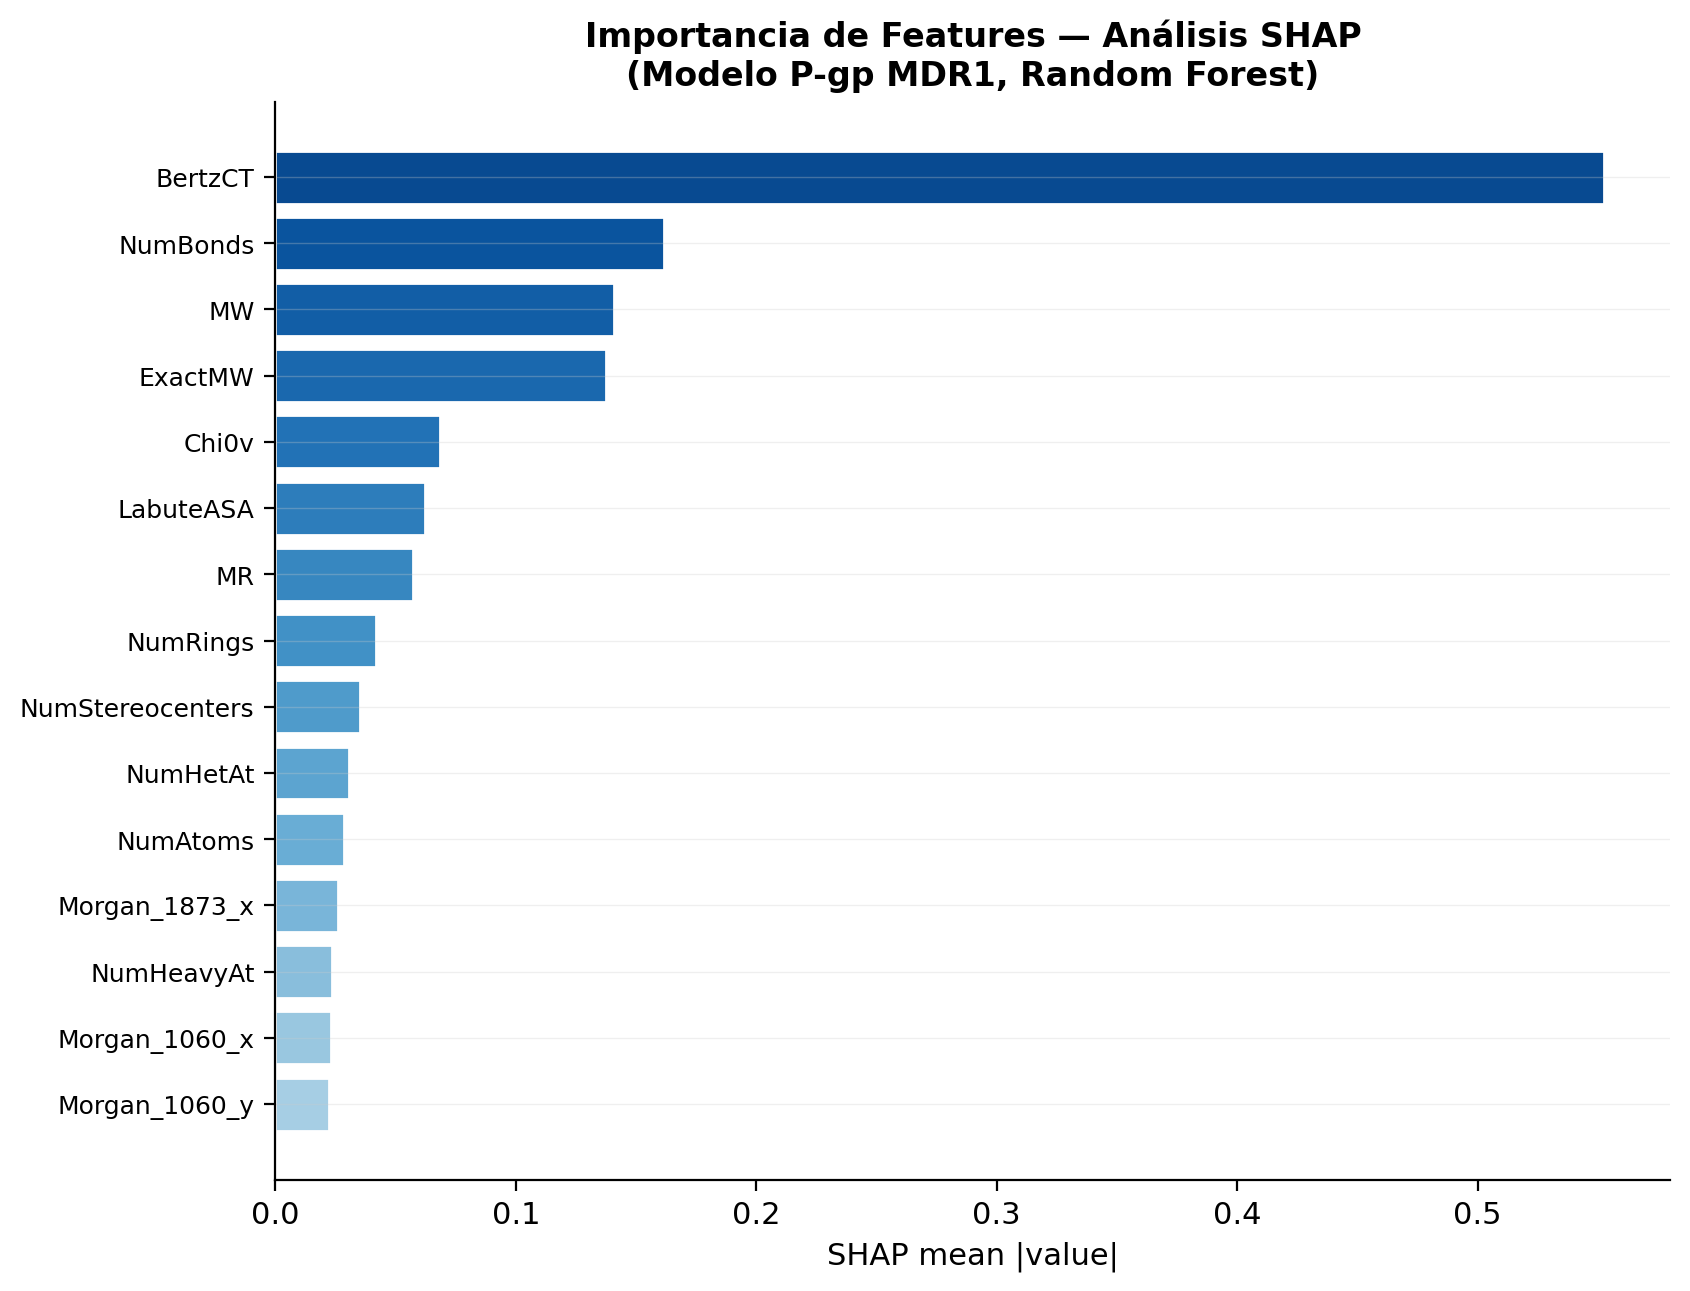 Importancia de Features — Análisis SHAP
(Modelo P-gp MDR1, Random Forest)
BertzCT
NumBonds
MW
ExactMW
Chi0v
LabuteASA
MR
NumRings
NumStereocenters
NumHetAt
NumAtoms
Morgan_1873_x
NumHeavyAt
Morgan_1060_x
Morgan_1060_y
0.0 0.1 0.2 0.3 0.4 0.5
SHAP mean |value|